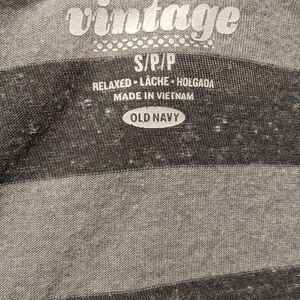 vintage
S/P/P
RELAXED • LÂCHE • HOLGADA
MADE IN VIETNAM
OLD NAVY